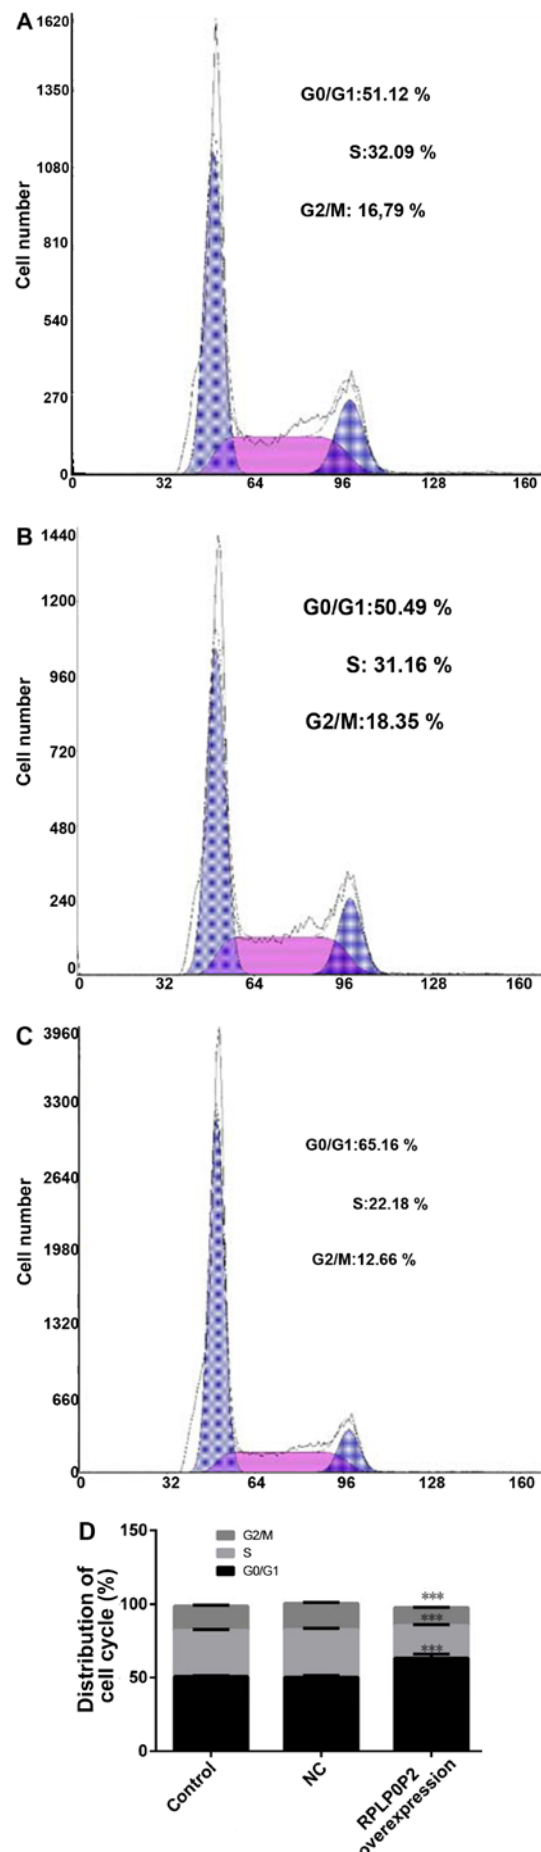 A
1620
1350
1080
810
540
270
0
Cell number
G0/G1:51.12 %
S:32.09 %
G2/M: 16,79 %
0 32 64 96 128 160
B
1440
1200
960
720
480
240
0
Cell number
G0/G1:50.49 %
S: 31.16 %
G2/M:18.35 %
0 32 64 96 128 160
C
3960
3300
2640
1980
1320
660
0
Cell number
G0/G1:65.16 %
S:22.18 %
G2/M:12.66 %
0 32 64 96 128 160
D
150
100
50
0
Distribution of
cell cycle (%)
G2/M
S
G0/G1
***
***
***
Control
NC
RPLP0P2
overexpression